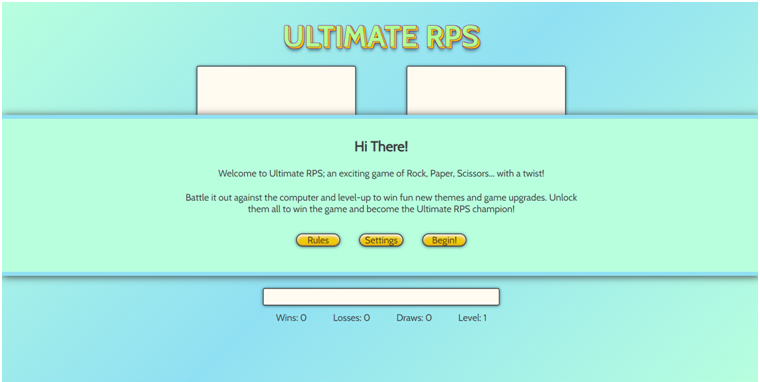 ULTIMATE RPS
Hi There!
Welcome to Ultimate RPS; an exciting game of Rock, Paper, Scissors... with a twist!
Battle it out against the computer and level-up to win fun new themes and game upgrades. Unlock
them all to win the game and become the Ultimate RPS champion!
Rules Settings Begin!
Wins: 0 Losses: 0 Draws: 0 Level: 1